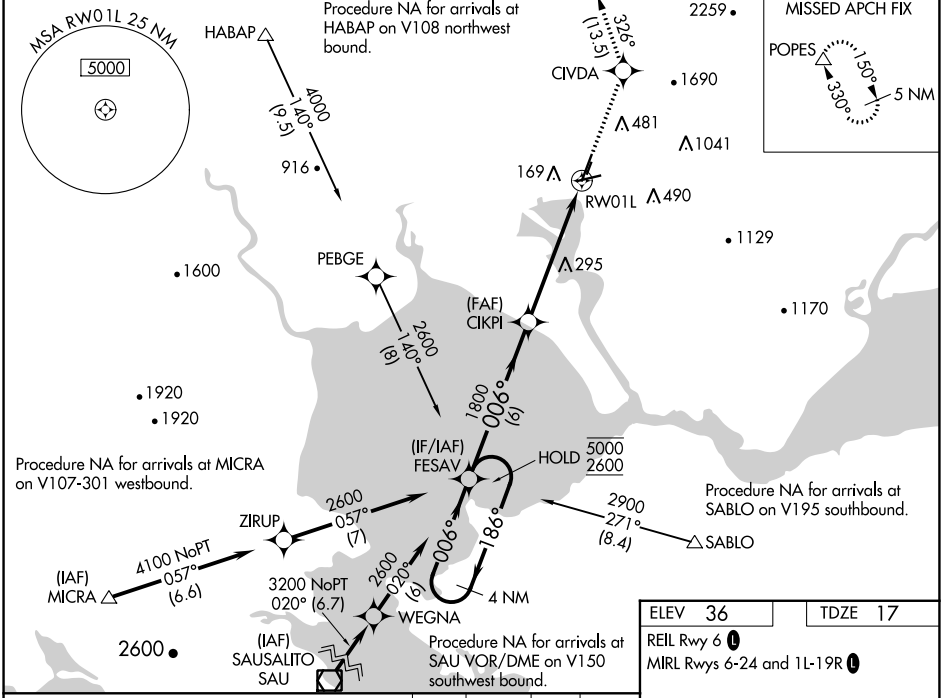 MSA RW01L 25 NM
5000
HABAP
Procedure NA for arrivals at
HABAP on V108 northwest
bound.
4000
140°
(9.5)
916
326°
(13.5)
CIVDA
2259
1690
481
1041
169
RW01L
490
MISSED APCH FIX
POPES
150°
330°
5 NM
1129
295
1170
1600
PEBGE
2600
140°
(8)
(FAF)
CIKPI
1800
006°
(6)
1920
1920
Procedure NA for arrivals at MICRA
on V107-301 westbound.
(IF/IAF)
FESAV
HOLD
5000
2600
Procedure NA for arrivals at
SABLO on V195 southbound.
2900
271°
(8.4)
SABLO
ZIRUP
2600
057°
(7)
4100 NoPT
057°
(6.6)
(IAF)
MICRA
006°
186°
4 NM
2600
020°
(6)
3200 NoPT
020° (6.7)
WEGNA
2600
(IAF)
SAUSALITO
SAU
Procedure NA for arrivals at
SAU VOR/DME on V150
southwest bound.
ELEV 36
TDZE 17
REIL Rwy 6 L
MIRL Rwys 6-24 and 1L-19R L